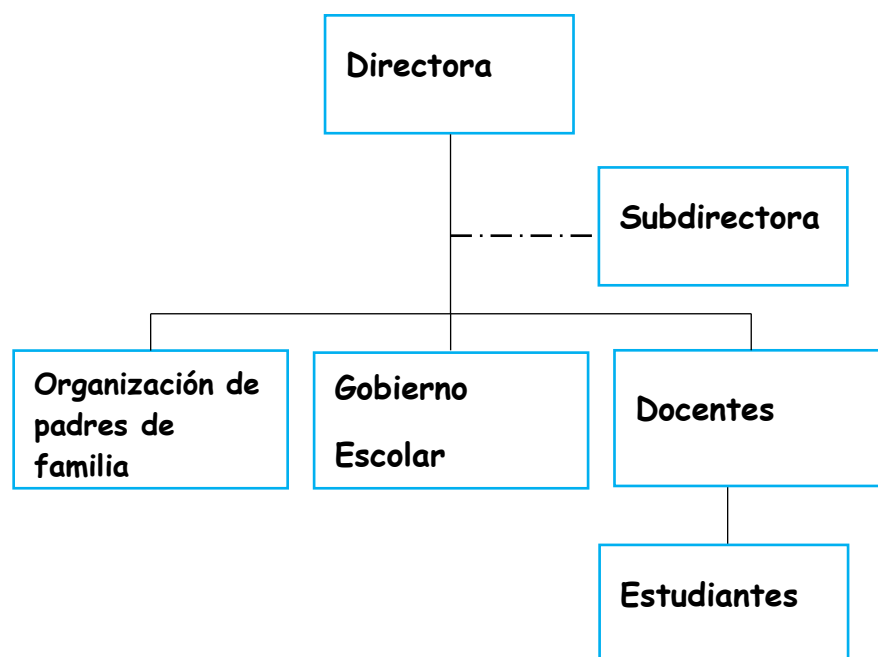 Directora
Subdirectora
Organización de
padres de
familia
Gobierno
Escolar
Docentes
Estudiantes